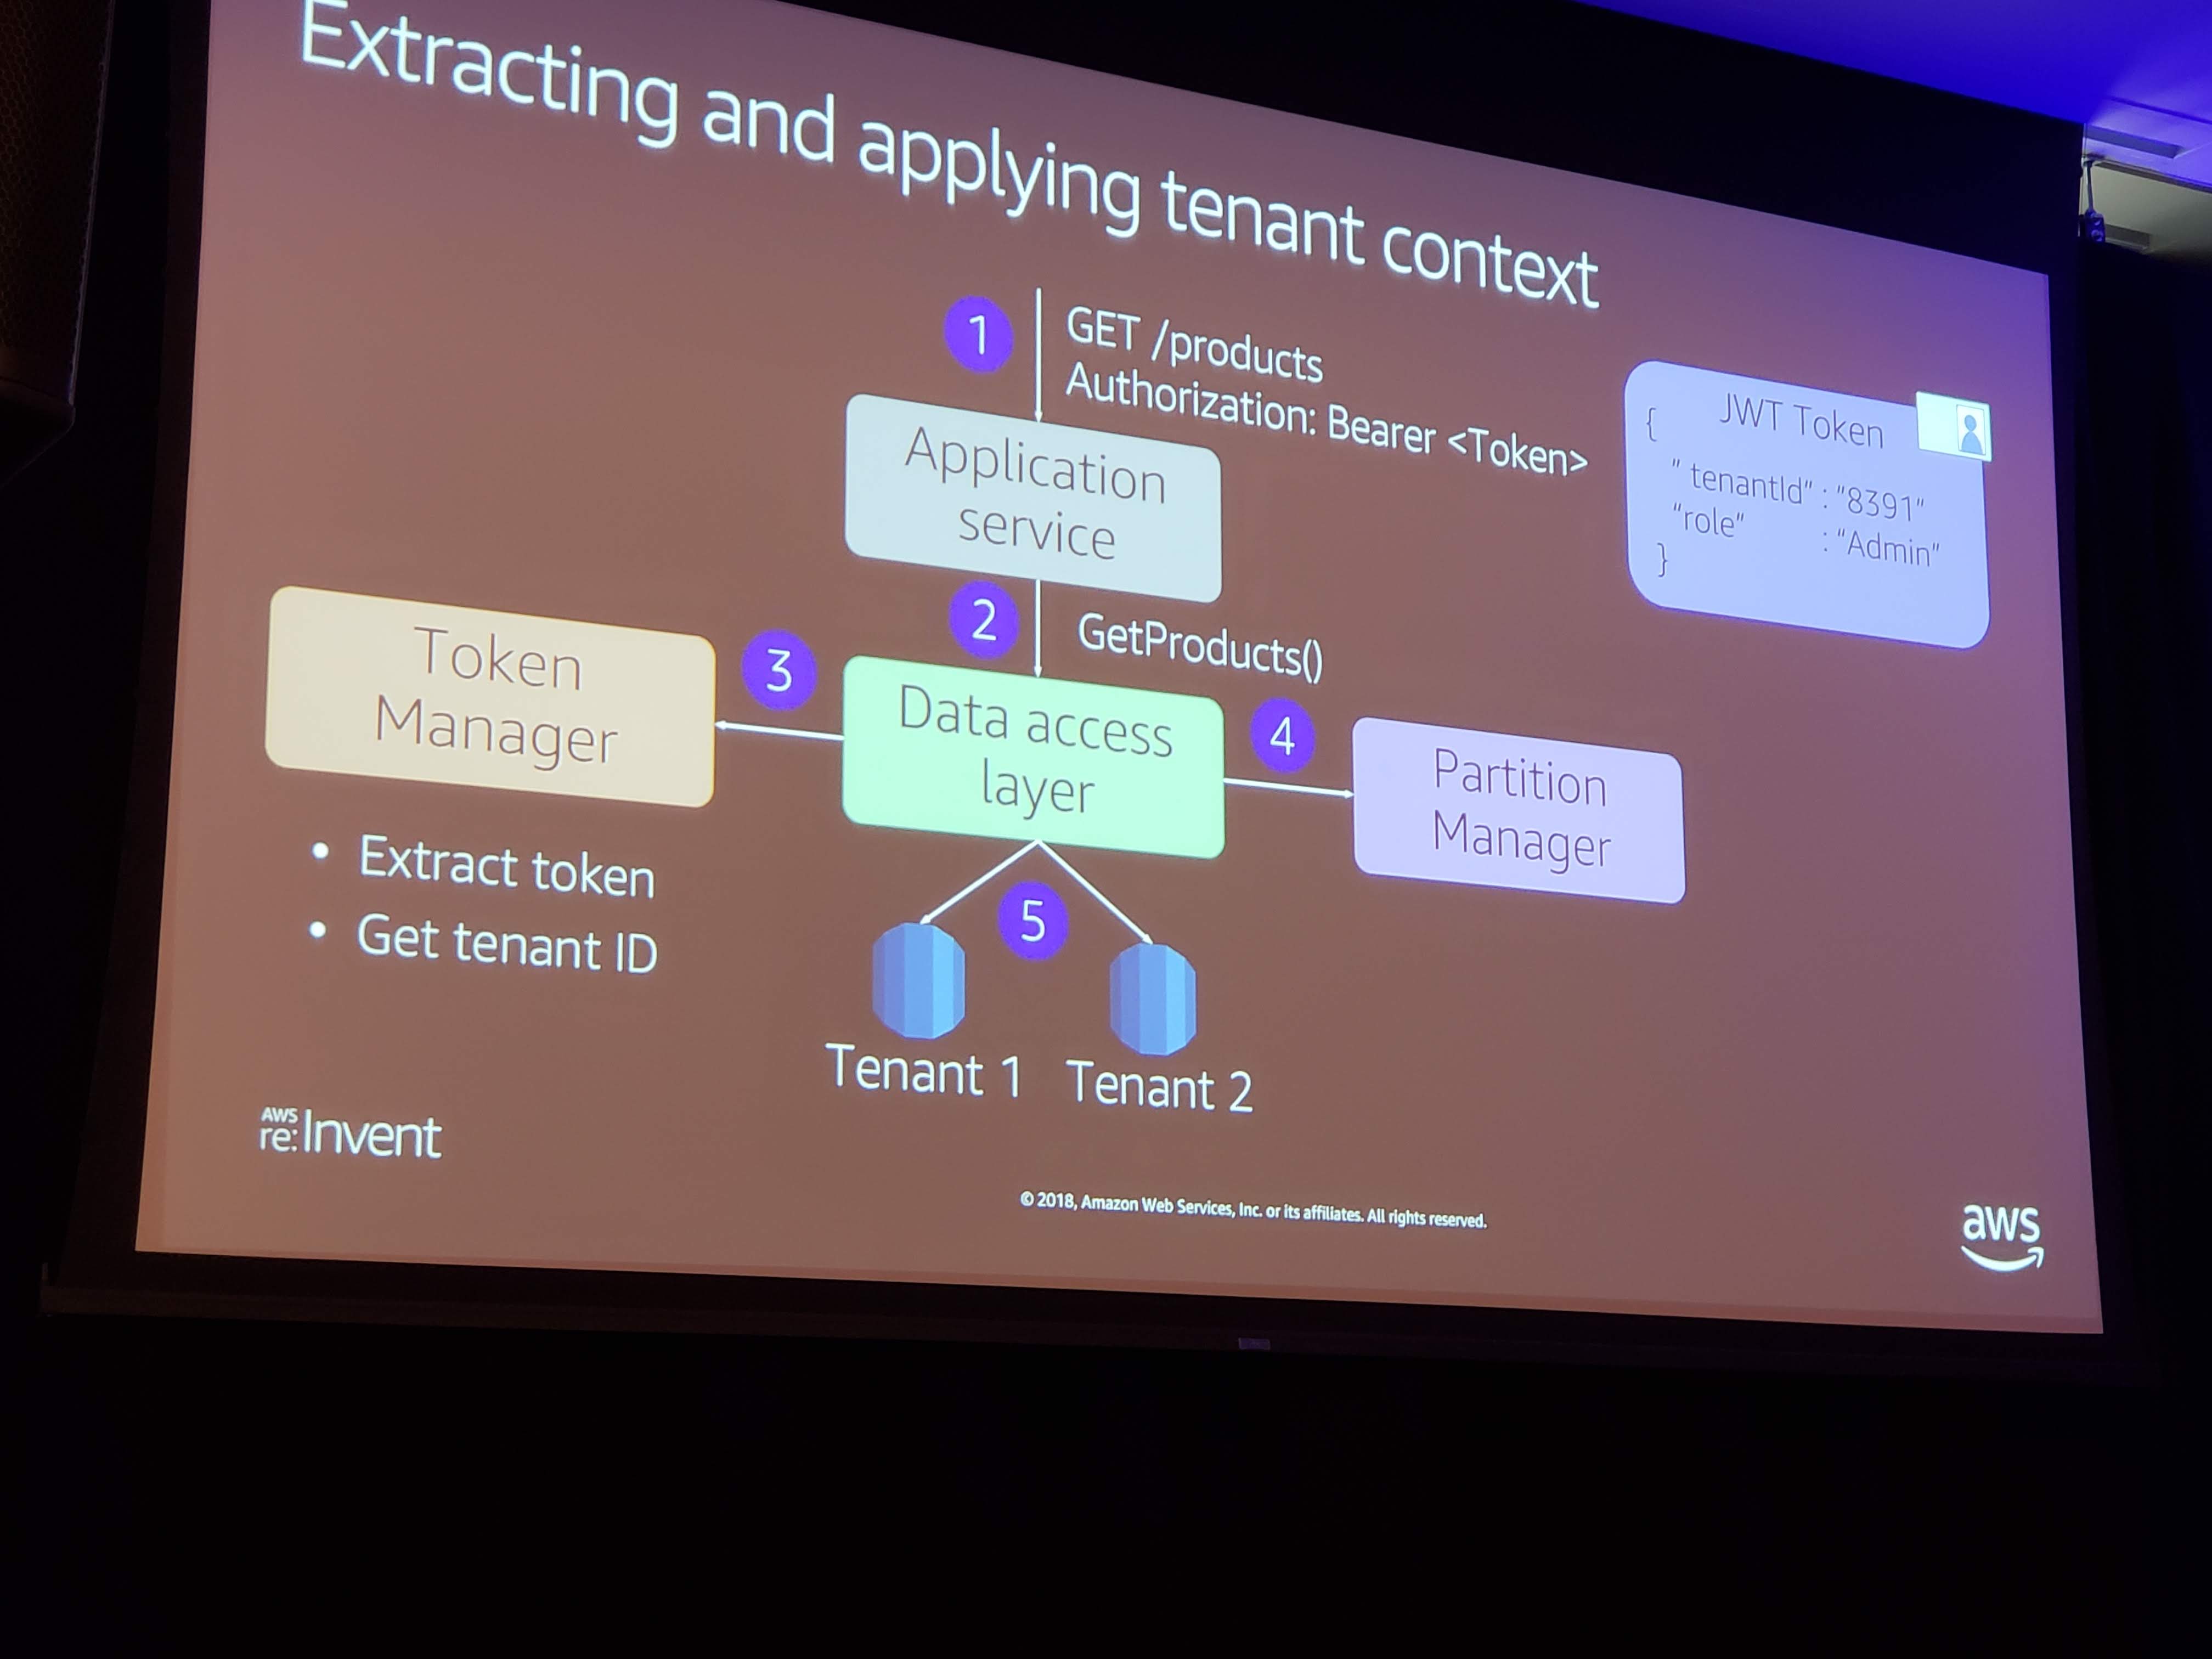 Extracting and applying tenant context
1
GET /products
Authorization: Bearer <Token>
JWT Token
{
" tenantId" : "8391"
"role" : "Admin"
}
Application
service
2
GetProducts()
Token
Manager
3
Data access
layer
4
Partition
Manager
• Extract token
• Get tenant ID
5
Tenant 1
Tenant 2
AWS
re:Invent
© 2018, Amazon Web Services, Inc. or its affiliates. All rights reserved.
aws